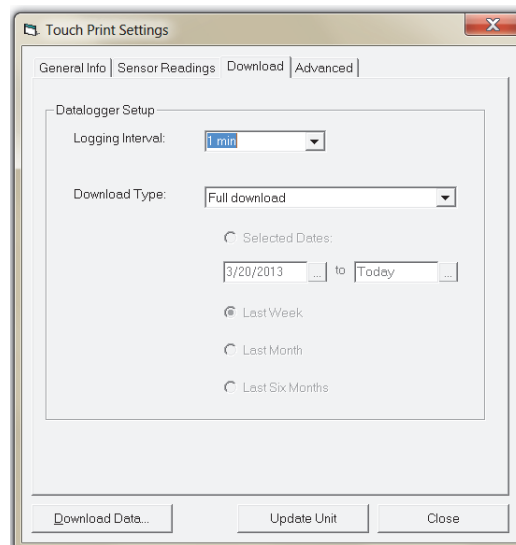 Touch Print Settings
General Info Sensor Readings Download Advanced
Datalogger Setup
Logging Interval: 1 min
Download Type: Full download
Selected Dates:
3/20/2013 ... to Today ...
Last Week
Last Month
Last Six Months
Download Data... Update Unit Close